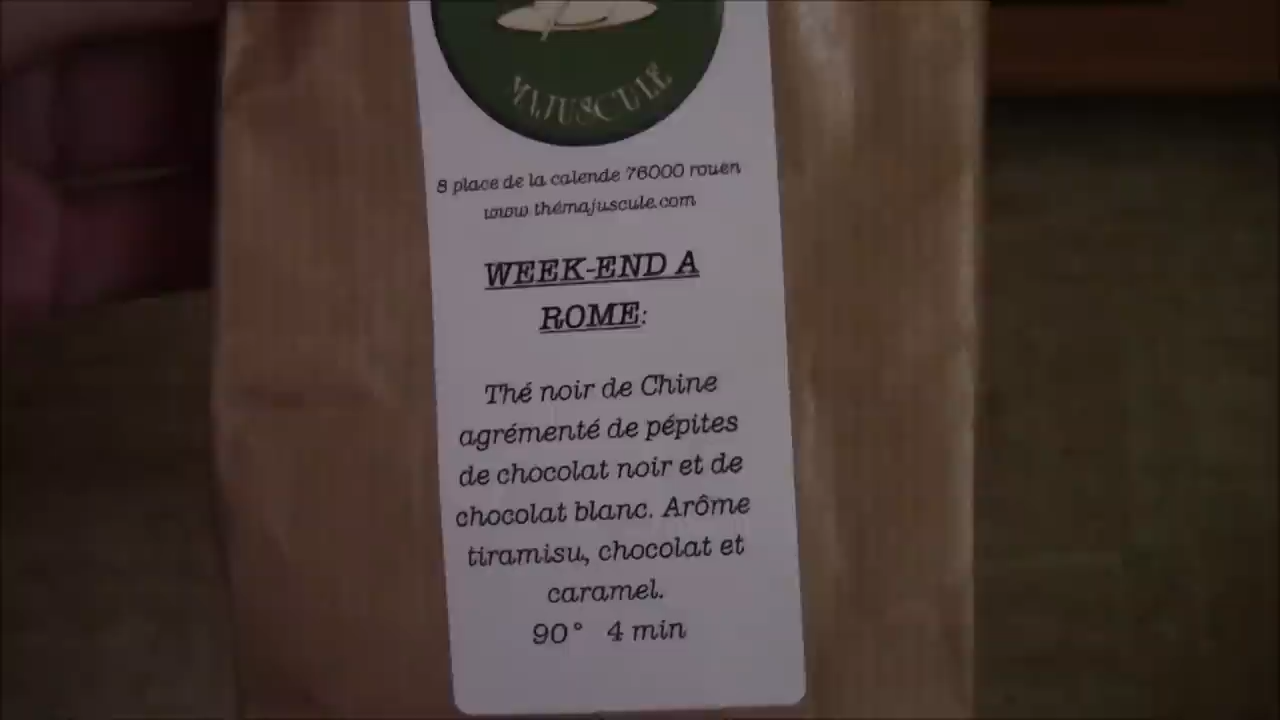 MAJUSCULE
8 place de la calende 76000 rouen
www thémajuscule.com
WEEK-END A
ROME:
Thé noir de Chine
agrémenté de pépites
de chocolat noir et de
chocolat blanc. Arôme
tiramisu, chocolat et
caramel.
90° 4 min